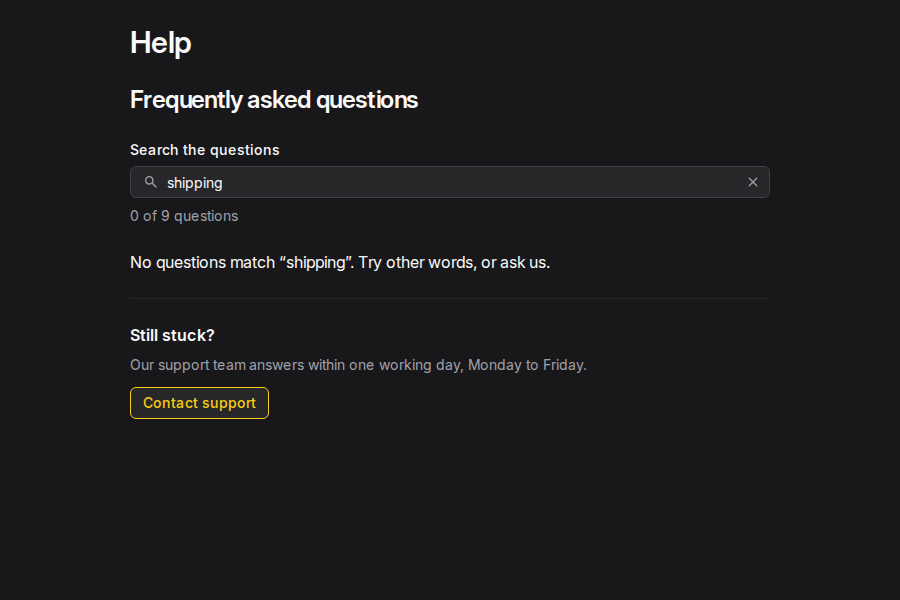 Help
Frequently asked questions
Search the questions
shipping
0 of 9 questions
No questions match “shipping”. Try other words, or ask us.
Still stuck?
Our support team answers within one working day, Monday to Friday.
Contact support